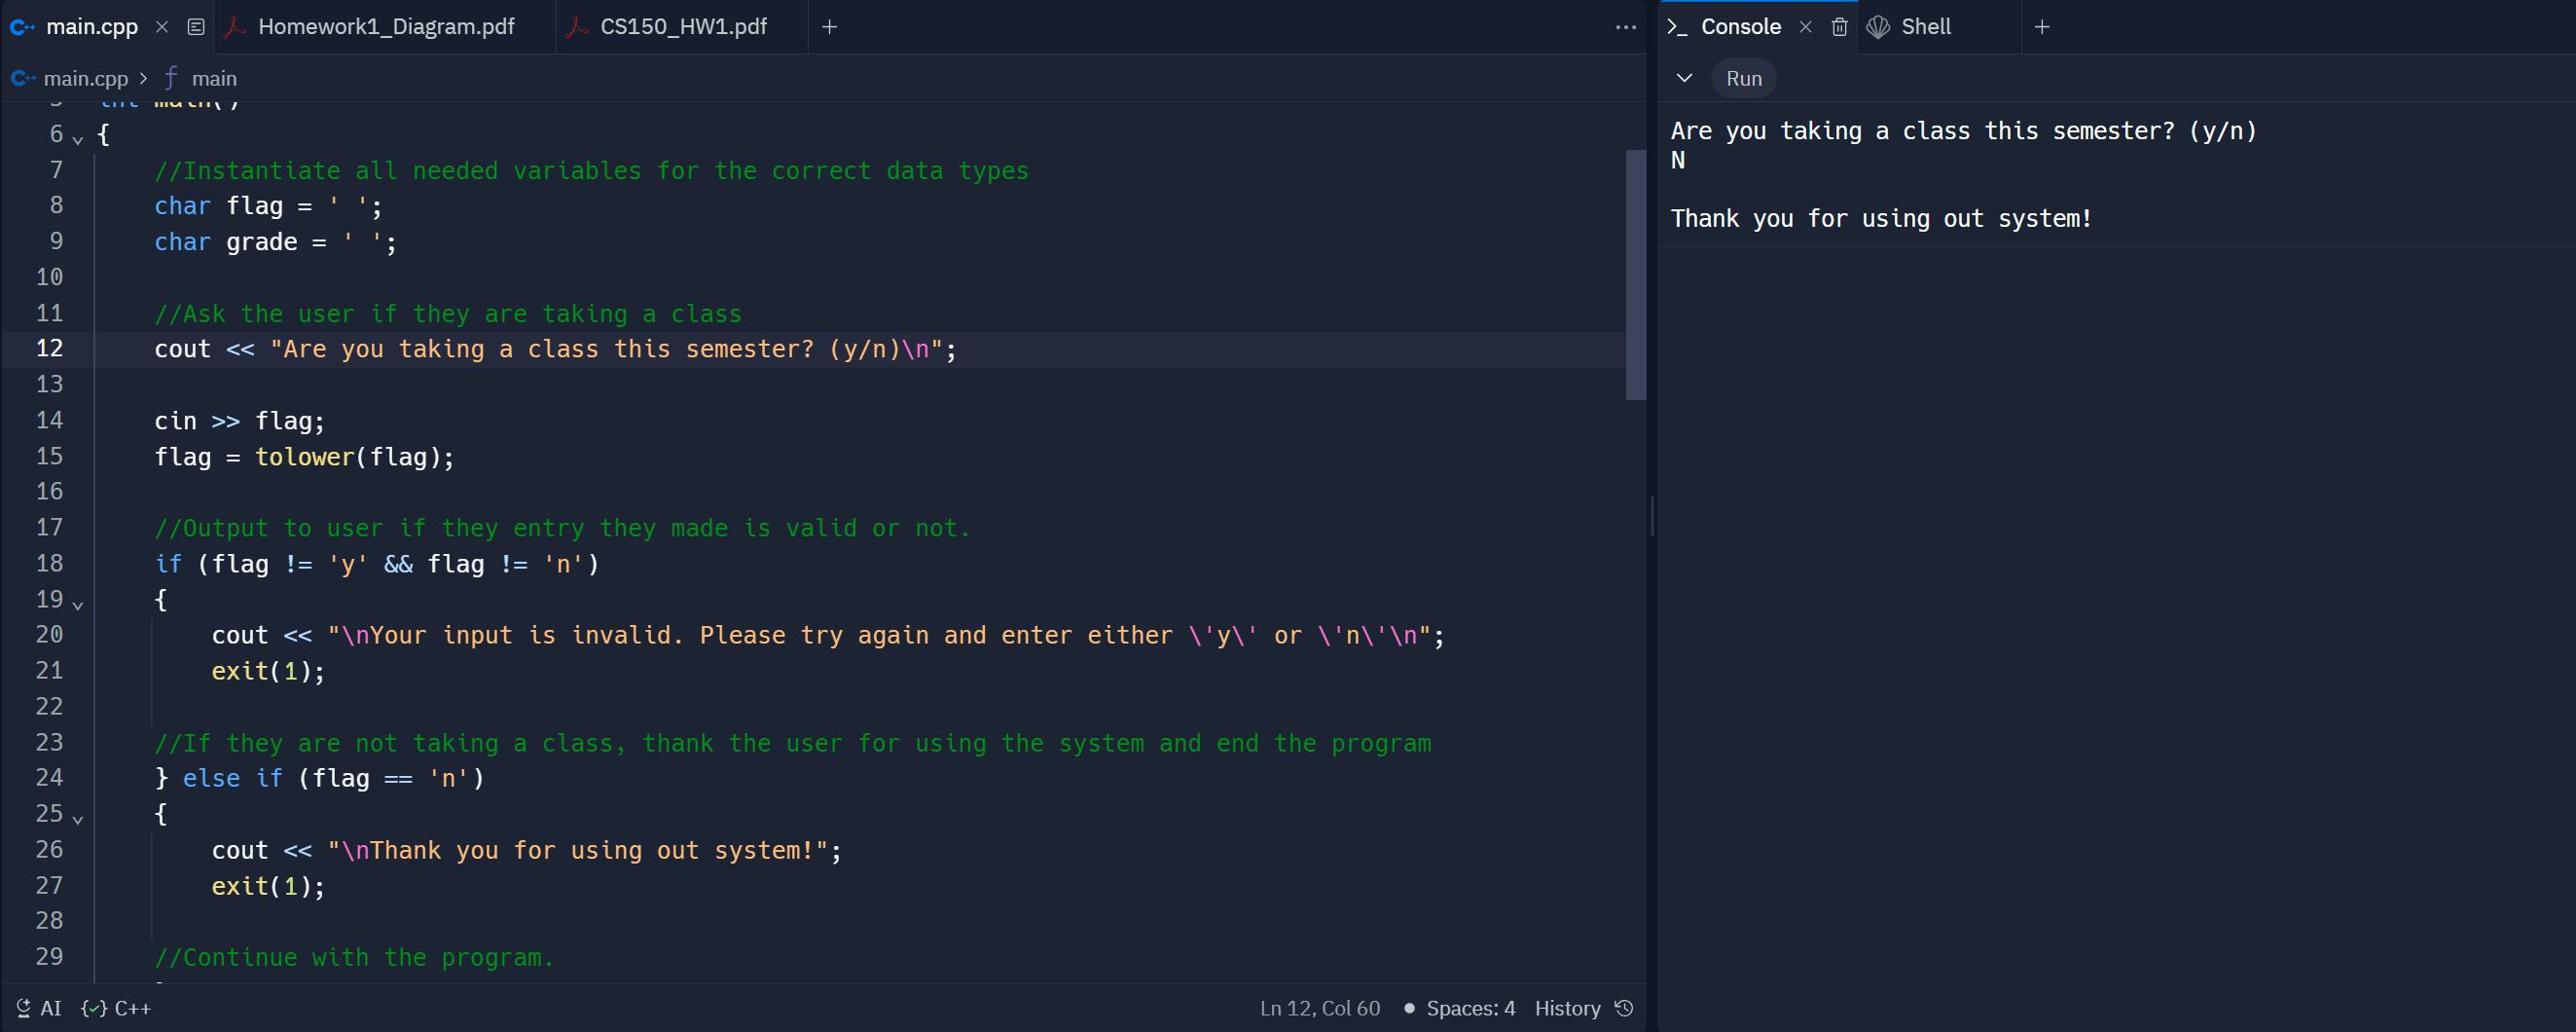 main.cpp Homework1_Diagram.pdf CS150_HW1.pdf
main.cpp > main
5 int main()
6 {
7 //Instantiate all needed variables for the correct data types
8 char flag = ' ';
9 char grade = ' ';
10
11 //Ask the user if they are taking a class
12 cout << "Are you taking a class this semester? (y/n)\n";
13
14 cin >> flag;
15 flag = tolower(flag);
16
17 //Output to user if they entry they made is valid or not.
18 if (flag != 'y' && flag != 'n')
19 {
20 cout << "\nYour input is invalid. Please try again and enter either \'y\' or \'n\'\n";
21 exit(1);
22
23 //If they are not taking a class, thank the user for using the system and end the program
24 } else if (flag == 'n')
25 {
26 cout << "\nThank you for using out system!";
27 exit(1);
28
29 //Continue with the program.
AI C++
Ln 12, Col 60 Spaces: 4 History
Console Shell
Run
Are you taking a class this semester? (y/n)
N
Thank you for using out system!